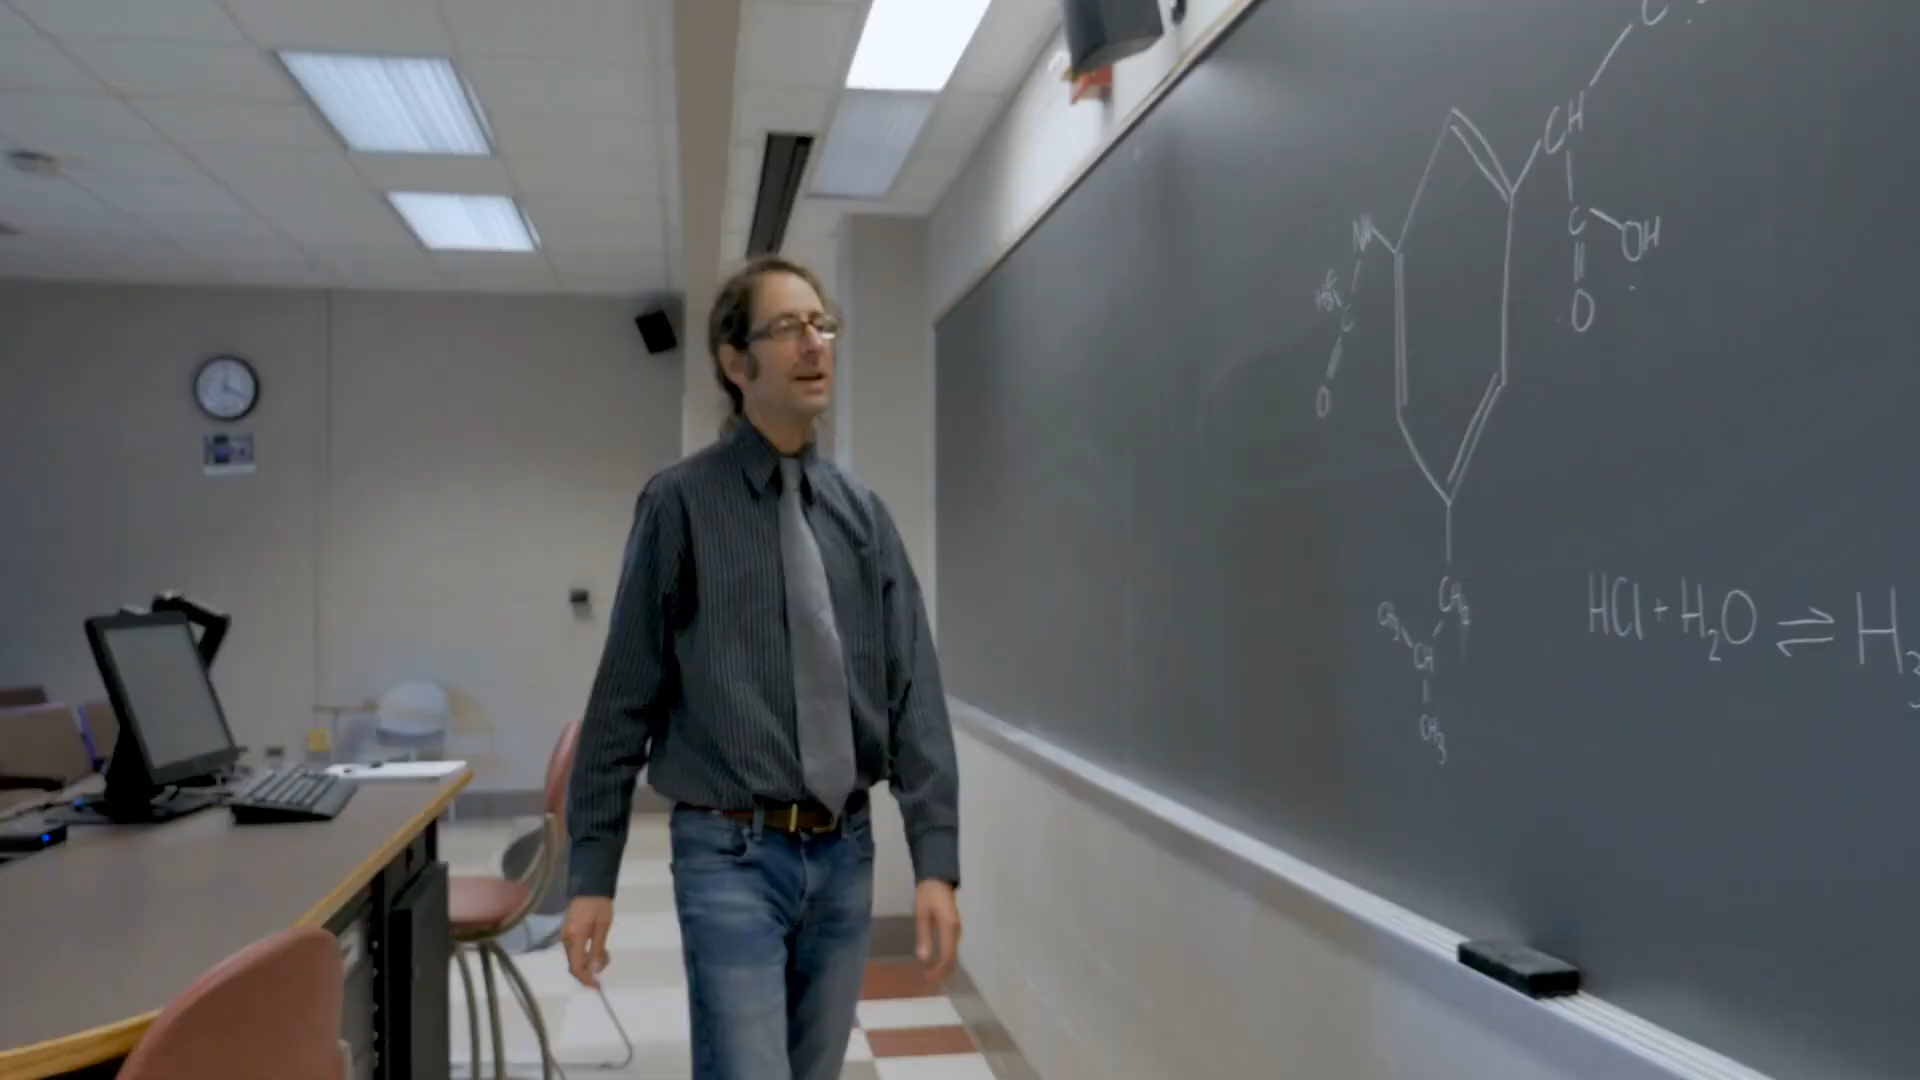 C
CH
NH
C
OH
O
C
O
CH₂
CH₃
CH
CH₃
HCl + H₂O ⇌ H₃